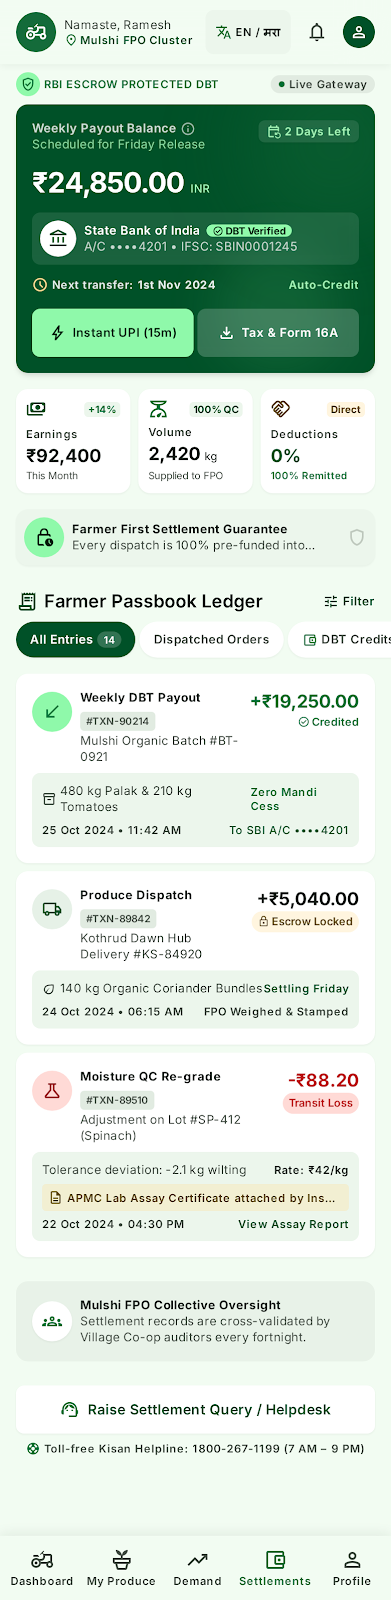 Namaste, Ramesh
Mulshi FPO Cluster
EN / मरा
RBI ESCROW PROTECTED DBT
Live Gateway
Weekly Payout Balance
Scheduled for Friday Release
2 Days Left
₹24,850.00 INR
State Bank of India
DBT Verified
A/C ••••4201 • IFSC: SBIN0001245
Next transfer: 1st Nov 2024
Auto-Credit
Instant UPI (15m)
Tax & Form 16A
+14%
Earnings
₹92,400
This Month
100% QC
Volume
2,420 kg
Supplied to FPO
Direct
Deductions
0%
100% Remitted
Farmer First Settlement Guarantee
Every dispatch is 100% pre-funded into...
Farmer Passbook Ledger
Filter
All Entries 14
Dispatched Orders
DBT Credits
Weekly DBT Payout
#TXN-90214
Mulshi Organic Batch #BT-
0921
+₹19,250.00
Credited
480 kg Palak & 210 kg
Tomatoes
Zero Mandi
Cess
25 Oct 2024 • 11:42 AM
To SBI A/C ••••4201
Produce Dispatch
#TXN-89842
Kothrud Dawn Hub
Delivery #KS-84920
+₹5,040.00
Escrow Locked
140 kg Organic Coriander Bundles
Settling Friday
24 Oct 2024 • 06:15 AM
FPO Weighed & Stamped
Moisture QC Re-grade
#TXN-89510
Adjustment on Lot #SP-412
(Spinach)
-₹88.20
Transit Loss
Tolerance deviation: -2.1 kg wilting
Rate: ₹42/kg
APMC Lab Assay Certificate attached by Ins...
22 Oct 2024 • 04:30 PM
View Assay Report
Mulshi FPO Collective Oversight
Settlement records are cross-validated by
Village Co-op auditors every fortnight.
Raise Settlement Query / Helpdesk
Toll-free Kisan Helpline: 1800-267-1199 (7 AM – 9 PM)
Dashboard
My Produce
Demand
Settlements
Profile